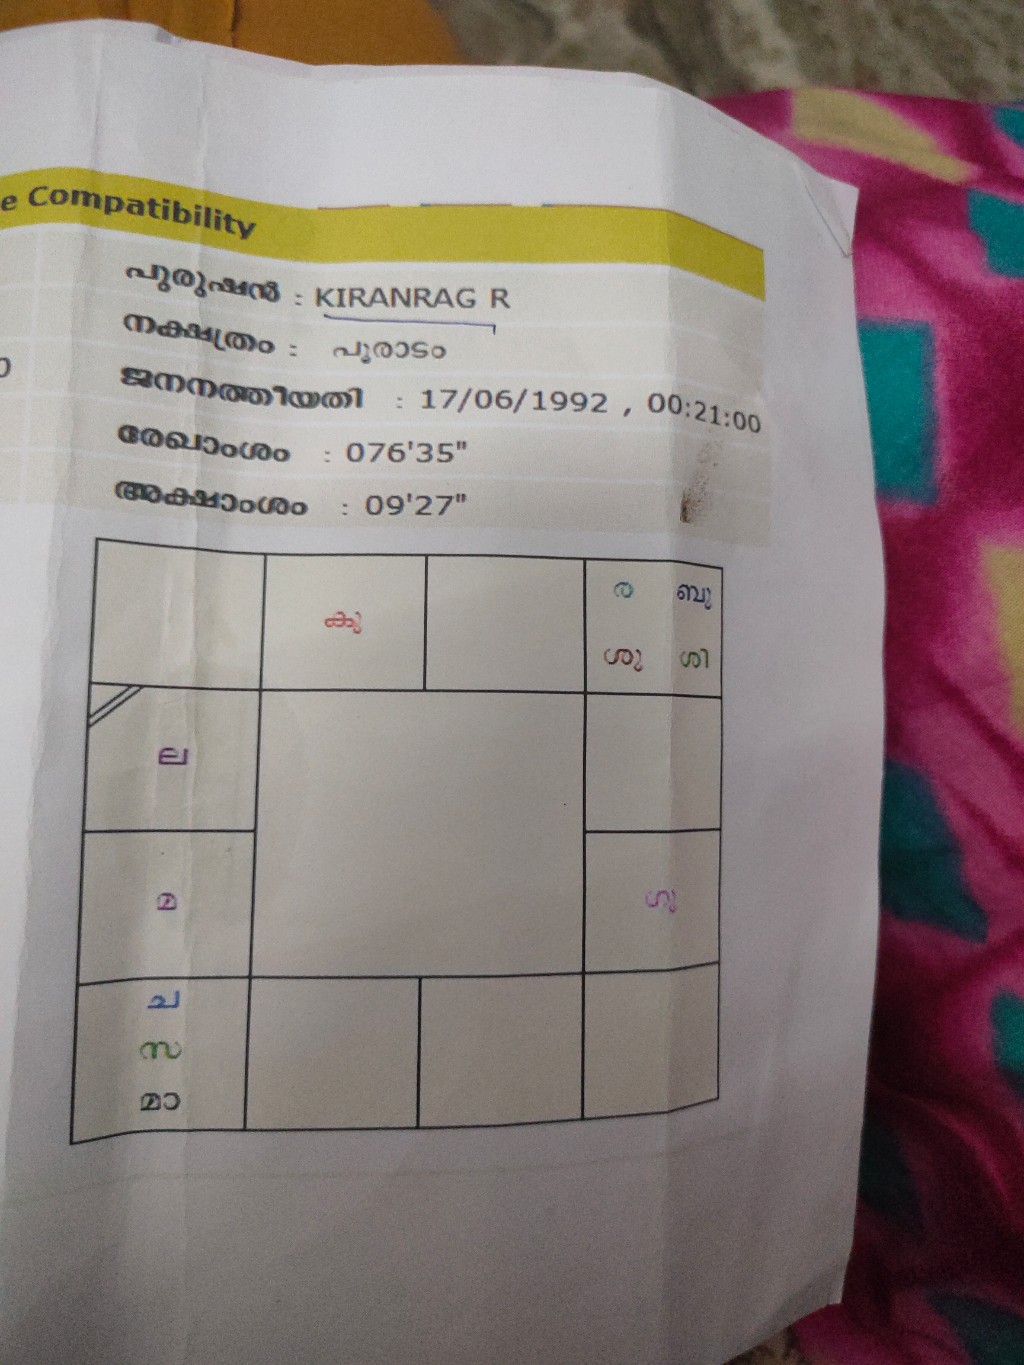 e Compatibility
പുരുഷൻ : KIRANRAG R
നക്ഷത്രം : പൂരാടം
ജനനത്തീയതി : 17/06/1992 , 00:21:00
രേഖാംശം : 076'35"
അക്ഷാംശം : 09'27"
കു
ര ബു
ശു ശി
ല
മ
ഗു
ച
സ
മാ